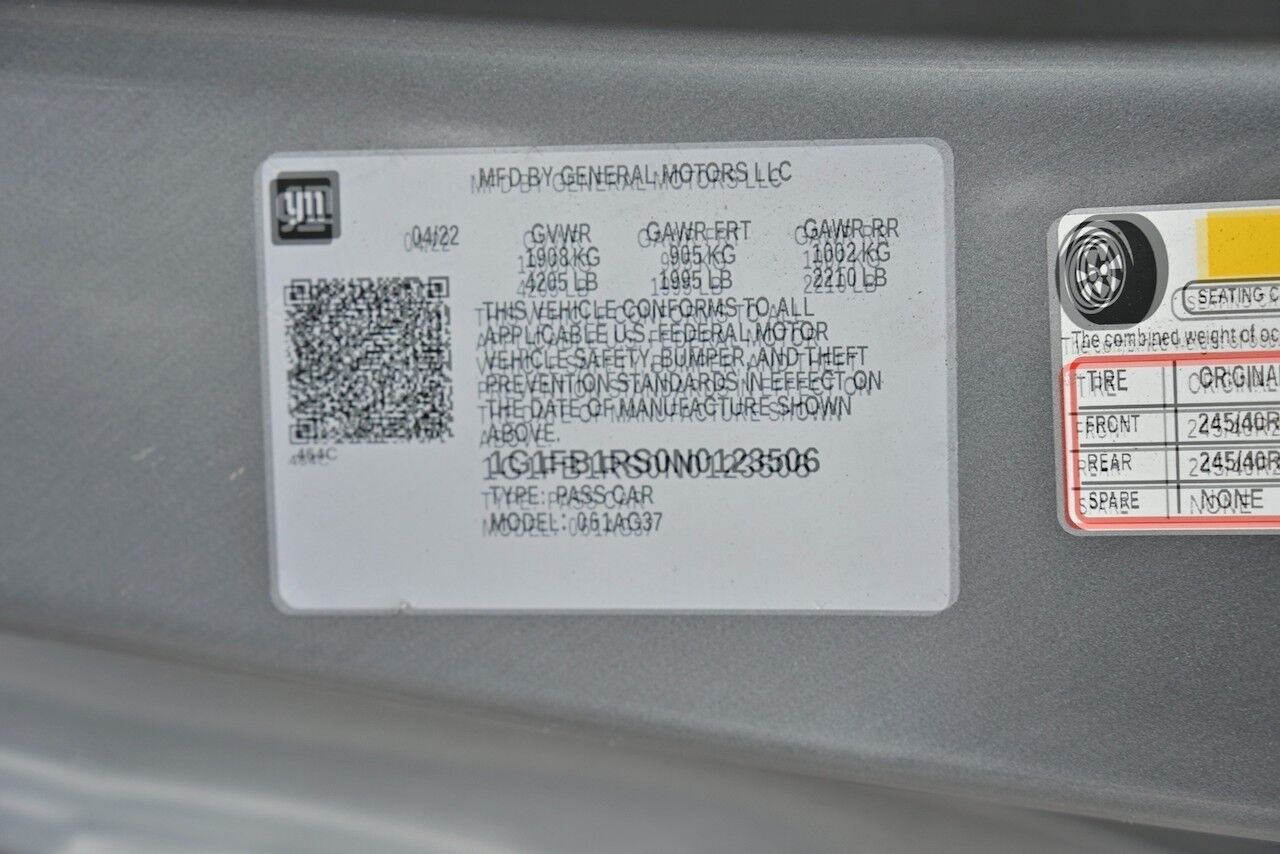 gm
MFD BY GENERAL MOTORS LLC
04/22 GVWR GAWR FRT GAWR RR
1908 KG 905 KG 1002 KG
4205 LB 1995 LB 2210 LB
THIS VEHICLE CONFORMS TO ALL
APPLICABLE U.S. FEDERAL MOTOR
VEHICLE SAFETY, BUMPER, AND THEFT
PREVENTION STANDARDS IN EFFECT ON
THE DATE OF MANUFACTURE SHOWN
ABOVE.
464C
1G1FB1RS0N0123506
TYPE: PASS CAR
MODEL: 061AG37
SEATING C
The combined weight of oc
TIRE ORIGINA
FRONT 245/40R
REAR 245/40R
SPARE NONE